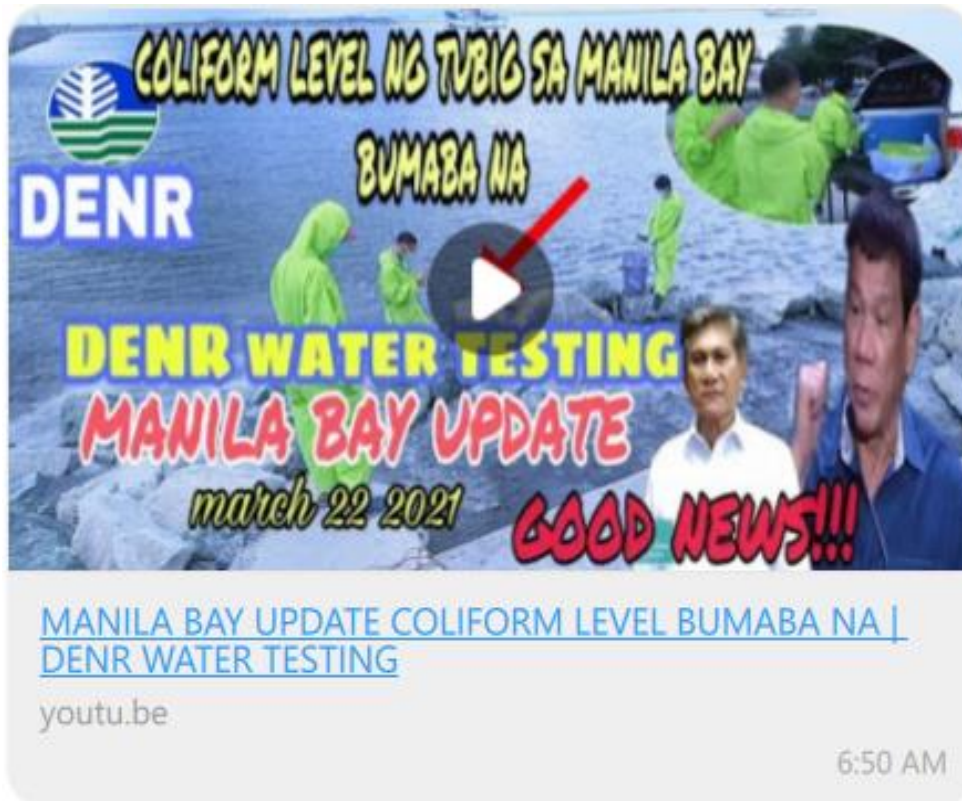 COLIFORM LEVEL NG TUBIG SA MANILA BAY
BUMABA NA
DENR
DENR WATER TESTING
MANILA BAY UPDATE
march 22 2021
GOOD NEWS!!!
MANILA BAY UPDATE COLIFORM LEVEL BUMABA NA |
DENR WATER TESTING
youtu.be
6:50 AM